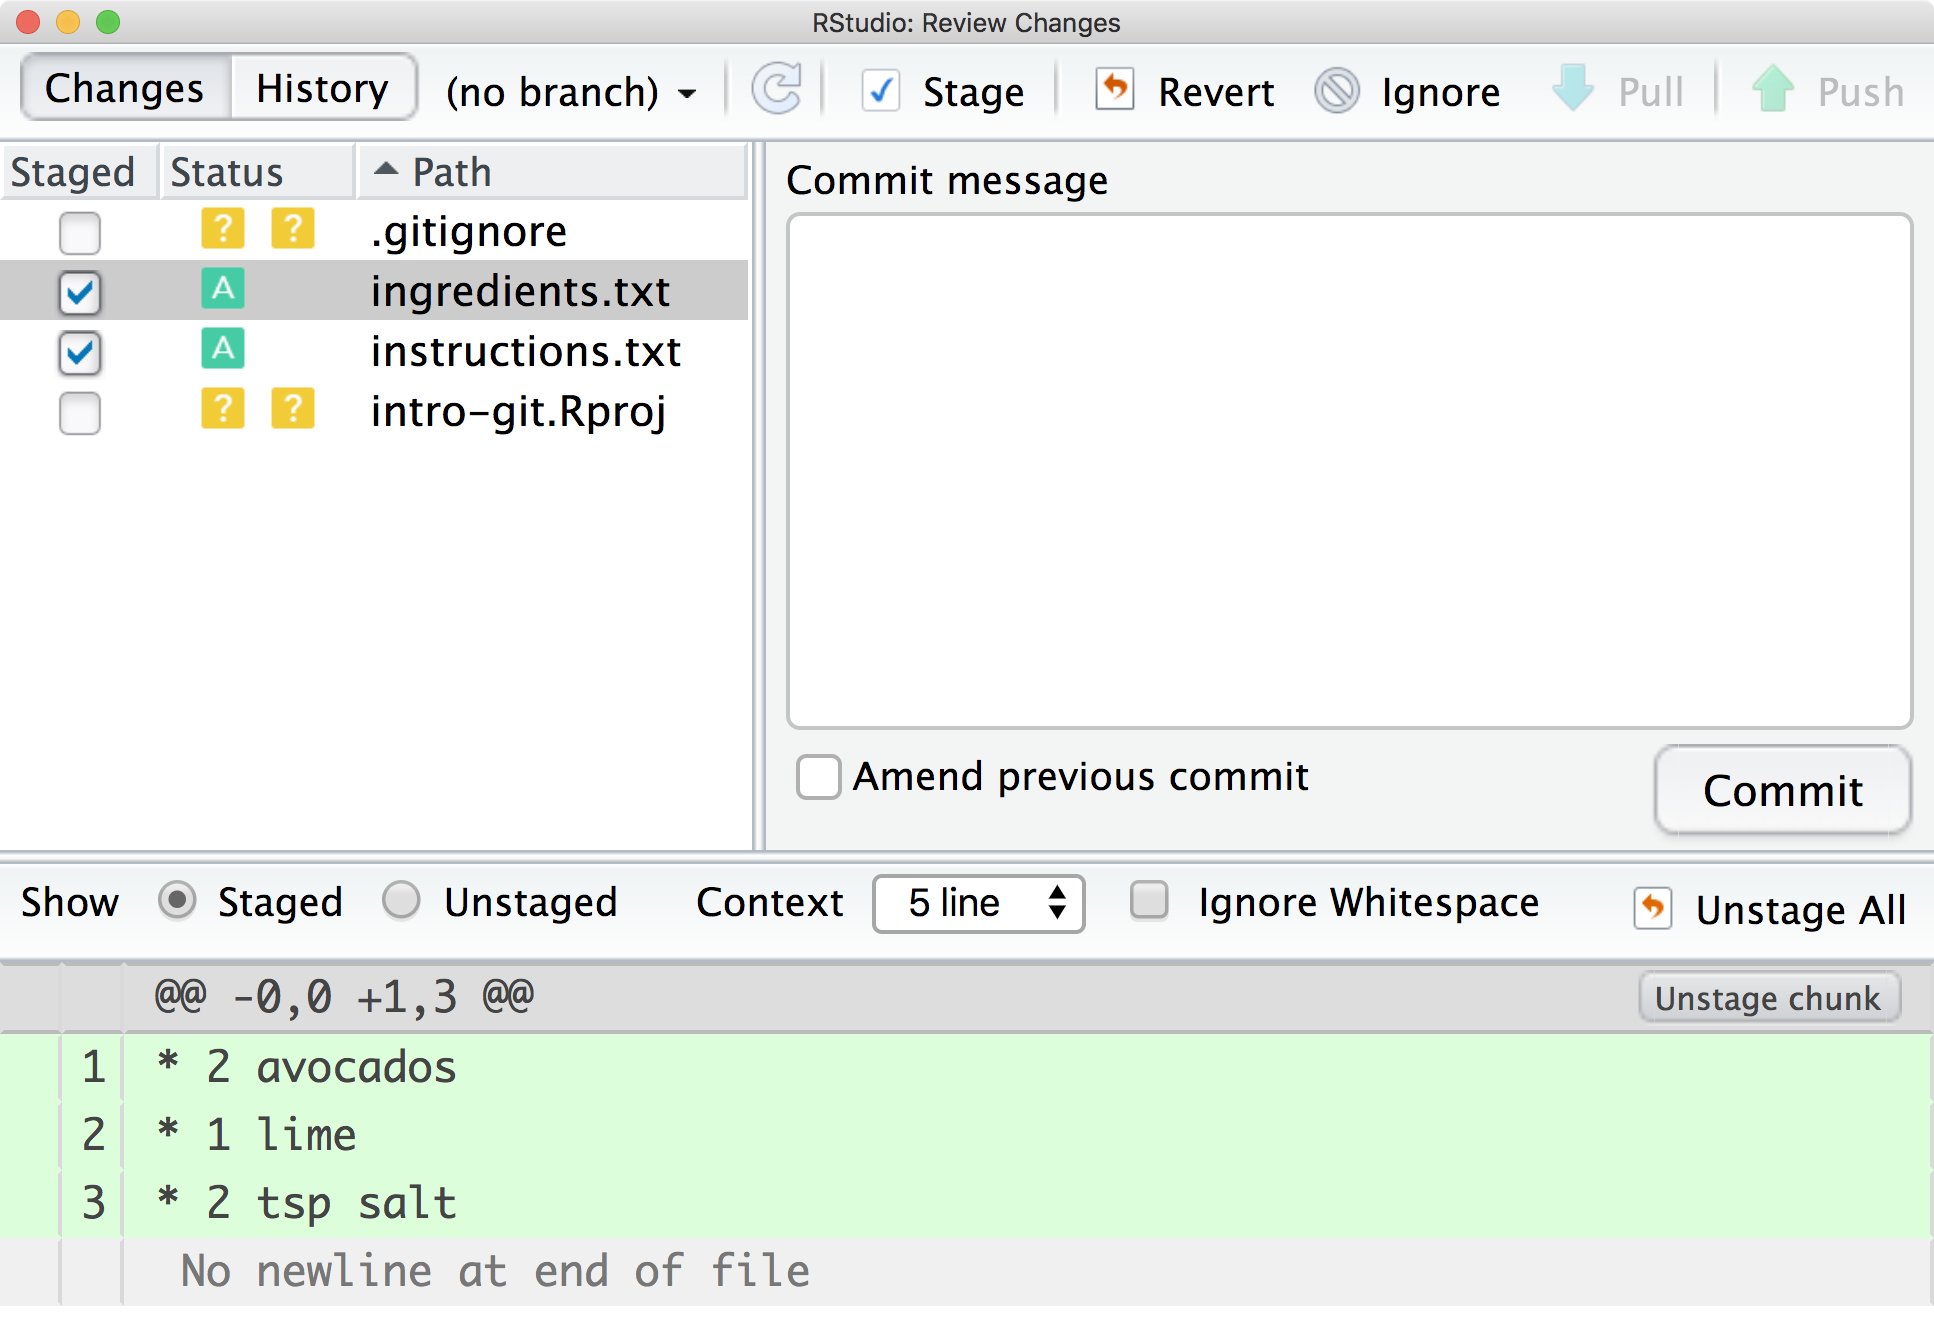 RStudio: Review Changes
Changes History (no branch) Stage Revert Ignore Pull Push
Staged Status Path
? ? .gitignore
A ingredients.txt
A instructions.txt
? ? intro-git.Rproj
Commit message
Amend previous commit
Commit
Show Staged Unstaged Context 5 line Ignore Whitespace Unstage All
@@ -0,0 +1,3 @@ Unstage chunk
1 * 2 avocados
2 * 1 lime
3 * 2 tsp salt
No newline at end of file